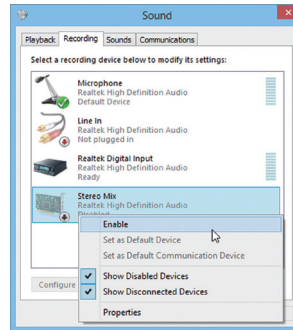 Sound
Playback Recording Sounds Communications
Select a recording device below to modify its settings:
Microphone
Realtek High Definition Audio
Default Device
Line In
Realtek High Definition Audio
Not plugged in
Realtek Digital Input
Realtek High Definition Audio
Ready
Stereo Mix
Realtek High Definition Audio
Disabled
Enable
Set as Default Device
Set as Default Communication Device
Show Disabled Devices
Show Disconnected Devices
Properties
Configure